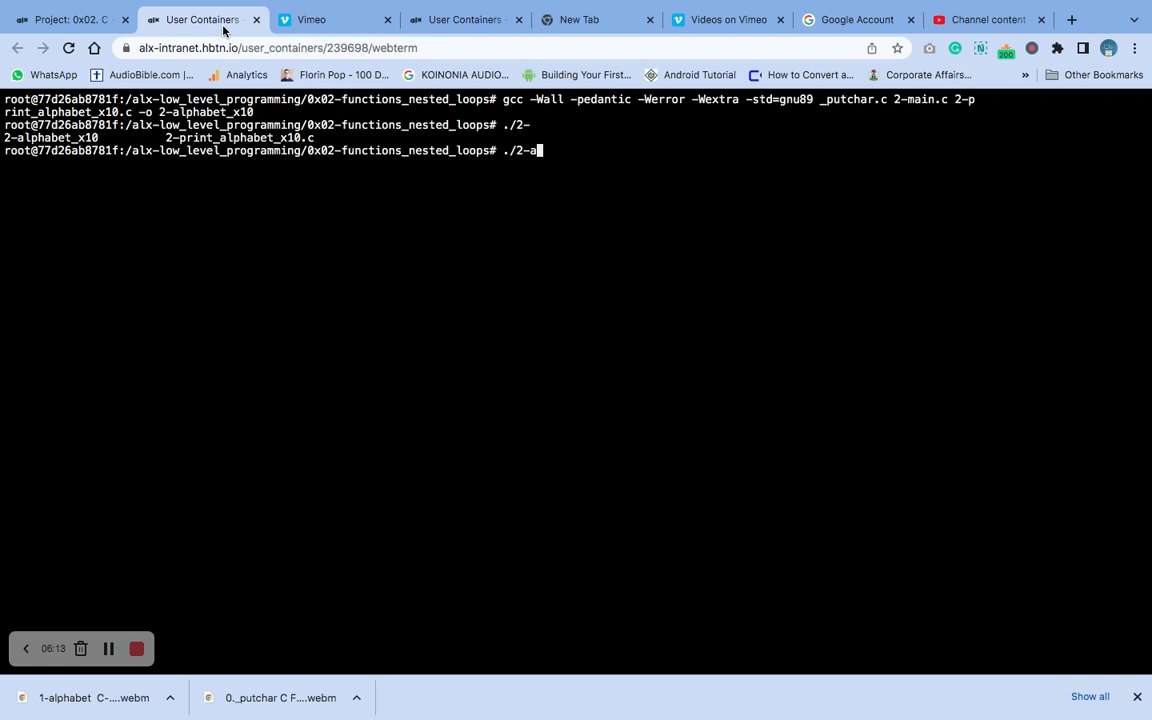 Project: 0x02. C -
User Containers
Vimeo
User Containers
New Tab
Videos on Vimeo
Google Account
Channel content
alx-intranet.hbtn.io/user_containers/239698/webterm
200
WhatsApp
AudioBible.com |...
Analytics
Florin Pop - 100 D...
KOINONIA AUDIO...
Building Your First...
Android Tutorial
How to Convert a...
Corporate Affairs...
»
Other Bookmarks
root@77d26ab8781f:/alx-low_level_programming/0x02-functions_nested_loops# gcc -Wall -pedantic -Werror -Wextra -std=gnu89 _putchar.c 2-main.c 2-p
rint_alphabet_x10.c -o 2-alphabet_x10
root@77d26ab8781f:/alx-low_level_programming/0x02-functions_nested_loops# ./2-
2-alphabet_x10 2-print_alphabet_x10.c
root@77d26ab8781f:/alx-low_level_programming/0x02-functions_nested_loops# ./2-a
06:13
1-alphabet C-....webm
0._putchar C F....webm
Show all